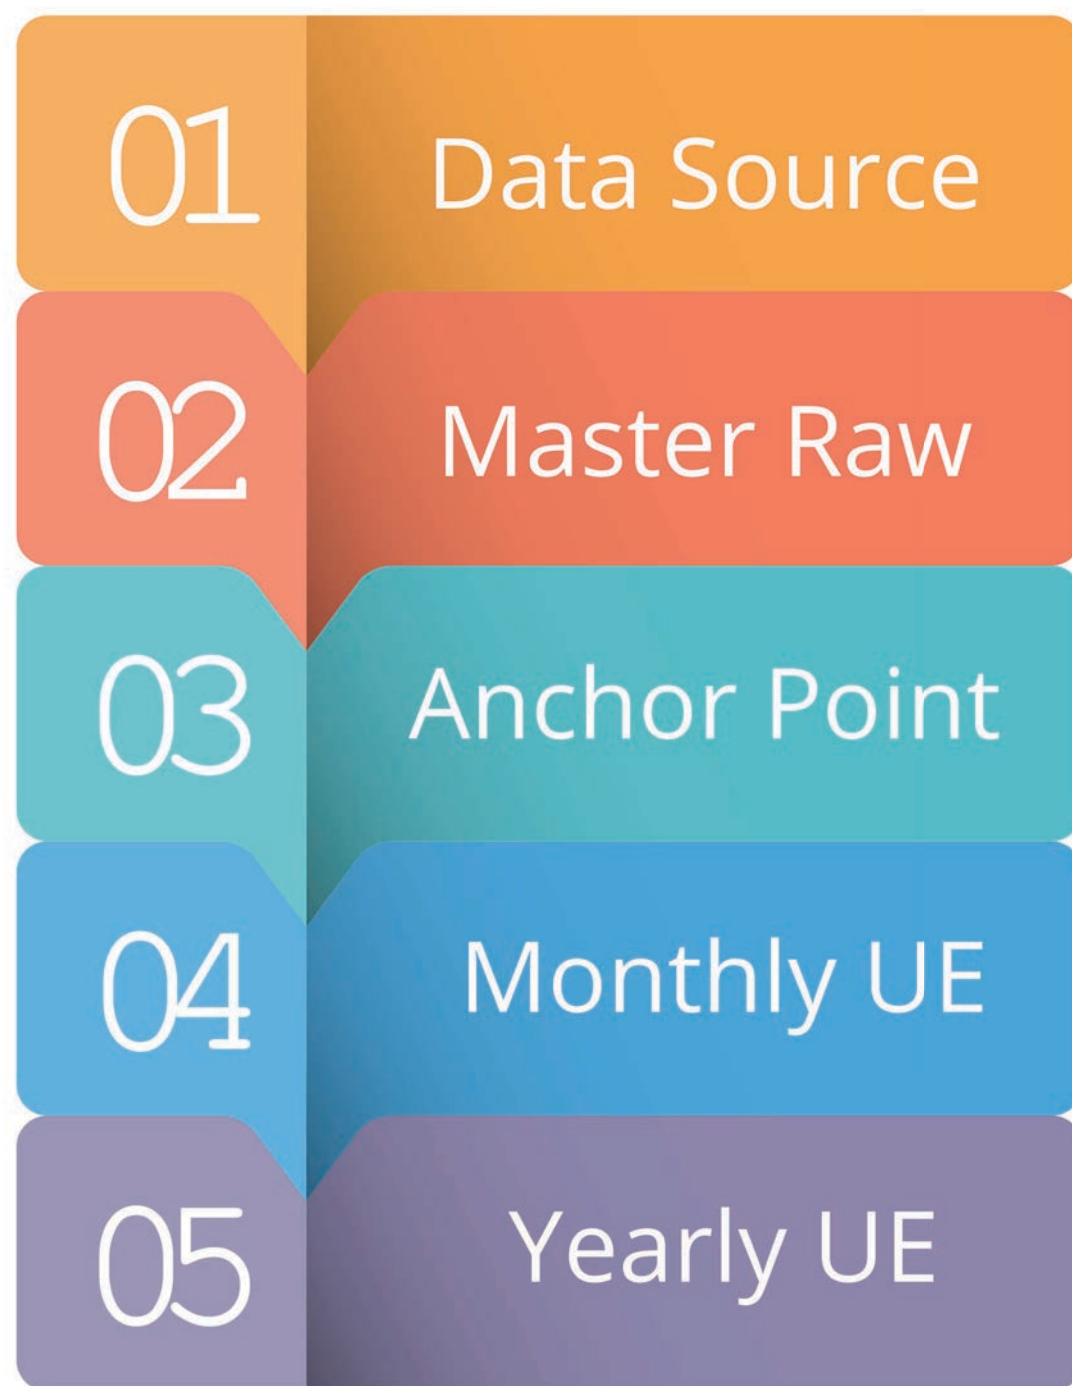 01 Data Source
02 Master Raw
03 Anchor Point
04 Monthly UE
05 Yearly UE